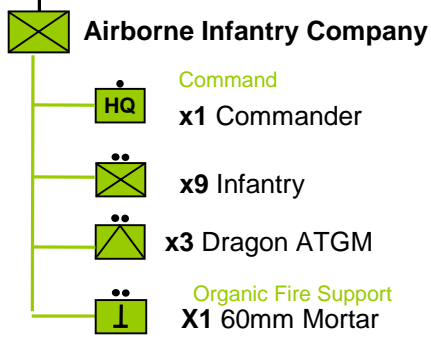 Airborne Infantry Company
Command
HQ
x1 Commander
x9 Infantry
x3 Dragon ATGM
Organic Fire Support
X1 60mm Mortar